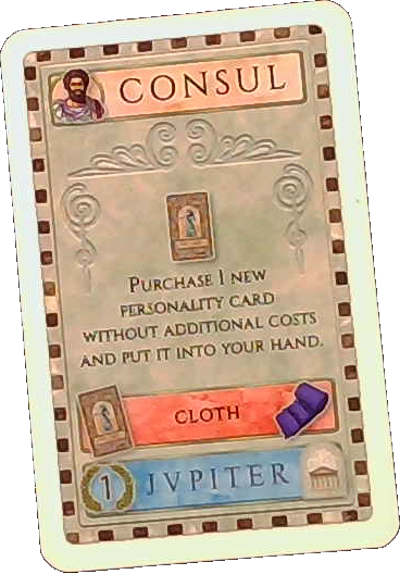 CONSUL
PURCHASE 1 NEW
PERSONALITY CARD
WITHOUT ADDITIONAL COSTS
AND PUT IT INTO YOUR HAND.
CLOTH
1 JVPITER